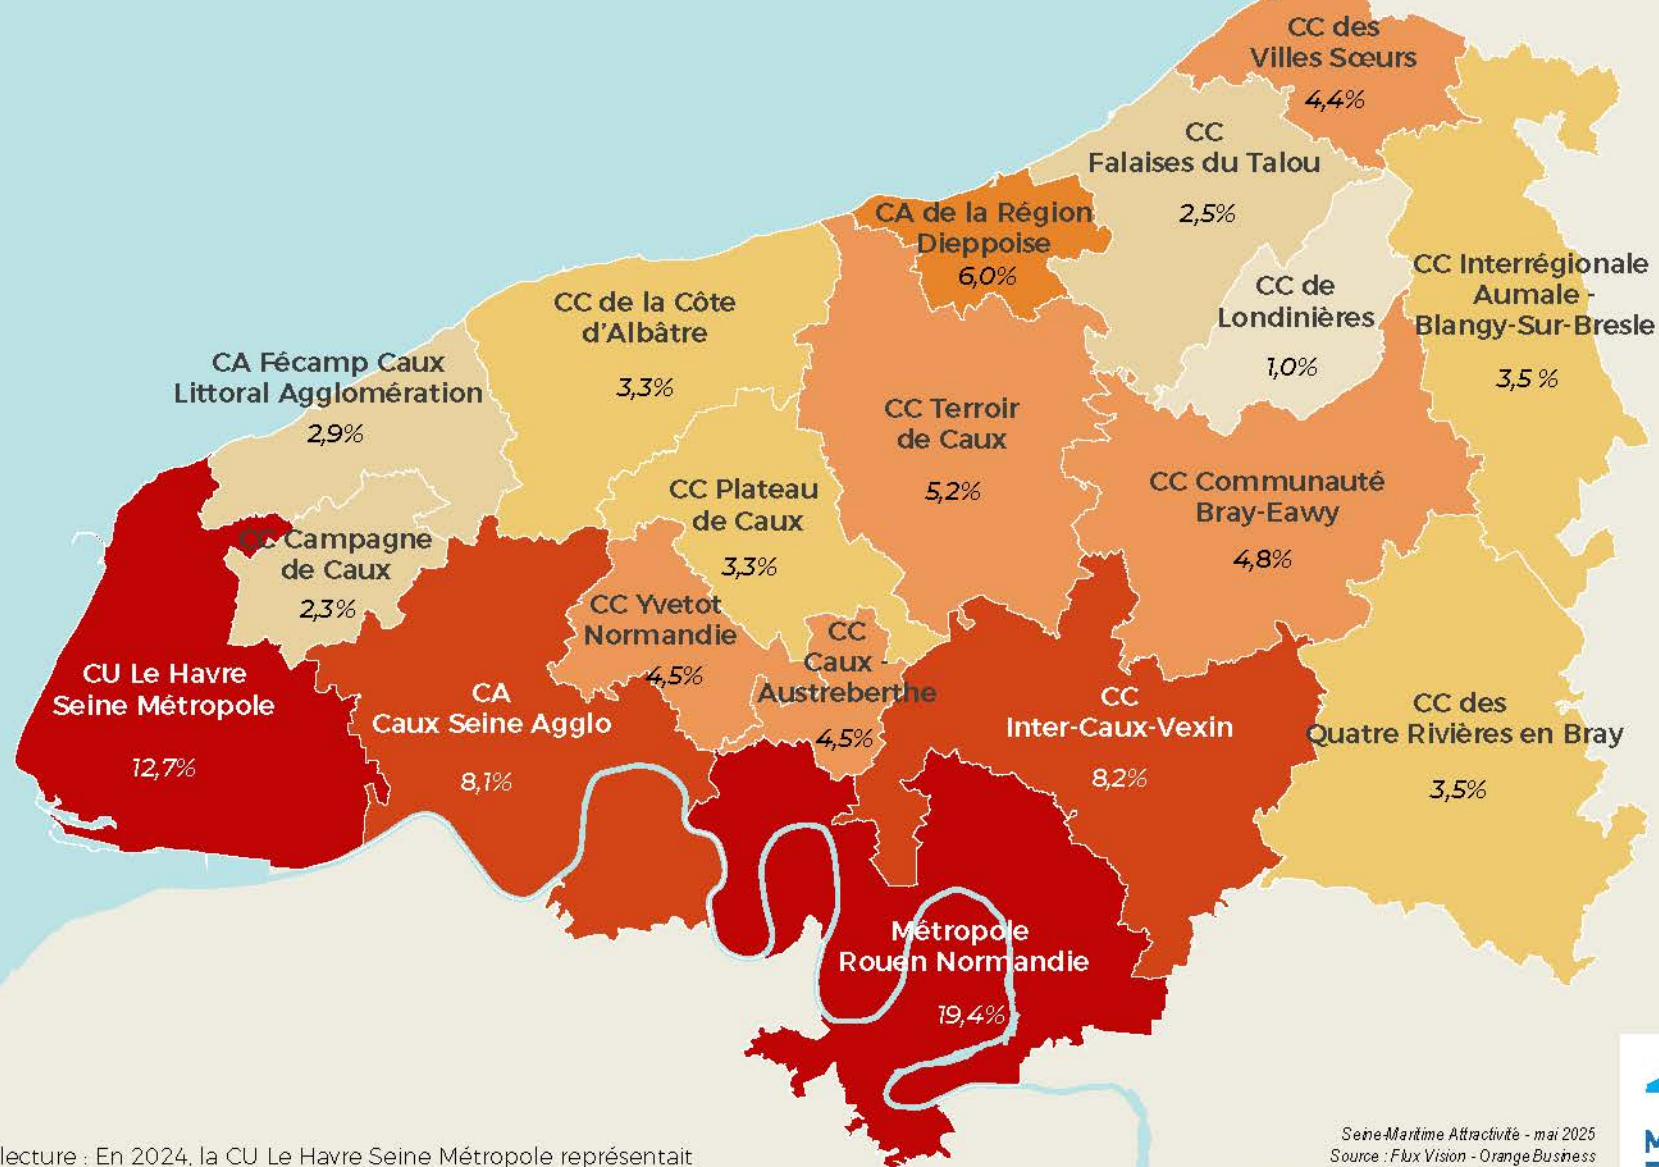 CC des
Villes Sœurs
4,4%
CC
Falaises du Talou
2,5%
CA de la Région
Dieppoise
6,0%
CC de
Londinières
1,0%
CC Interrégionale
Aumale -
Blangy-Sur-Bresle
3,5 %
CC de la Côte
d'Albâtre
3,3%
CA Fécamp Caux
Littoral Agglomération
2,9%
CC Terroir
de Caux
5,2%
CC Communauté
Bray-Eawy
4,8%
CC Plateau
de Caux
3,3%
CC Campagne
de Caux
2,3%
CC Yvetot
Normandie
4,5%
CC
Caux -
Austreberthe
4,5%
CU Le Havre
Seine Métropole
12,7%
CA
Caux Seine Agglo
8,1%
CC
Inter-Caux-Vexin
8,2%
CC des
Quatre Rivières en Bray
3,5%
Métropole
Rouen Normandie
19,4%
lecture : En 2024, la CU Le Havre Seine Métropole représentait
Seine-Maritime Attractivité - mai 2025
Source : Flux Vision - Orange Business